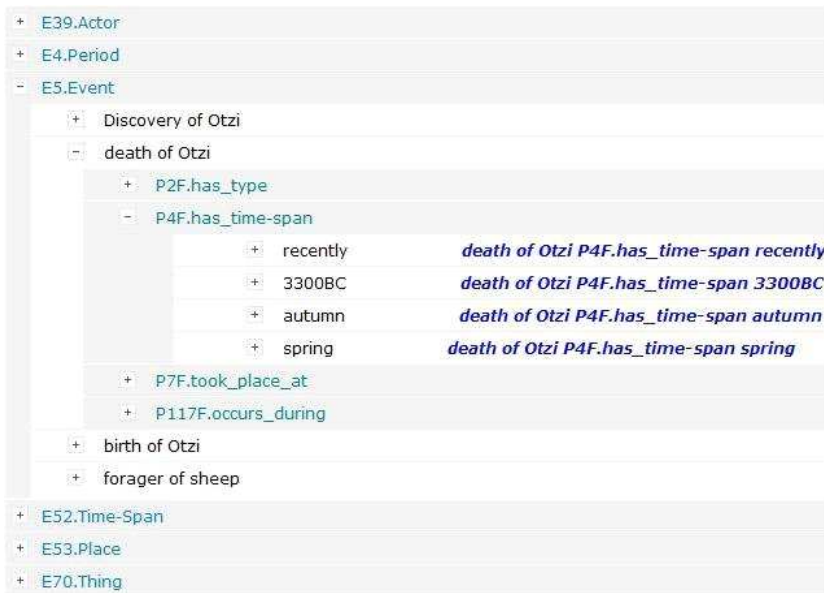 + E39.Actor
+ E4.Period
- E5.Event
+ Discovery of Otzi
- death of Otzi
+ P2F.has_type
- P4F.has_time-span
+ recently death of Otzi P4F.has_time-span recently
+ 3300BC death of Otzi P4F.has_time-span 3300BC
+ autumn death of Otzi P4F.has_time-span autumn
+ spring death of Otzi P4F.has_time-span spring
+ P7F.took_place_at
+ P117F.occurs_during
+ birth of Otzi
+ forager of sheep
+ E52.Time-Span
+ E53.Place
+ E70.Thing